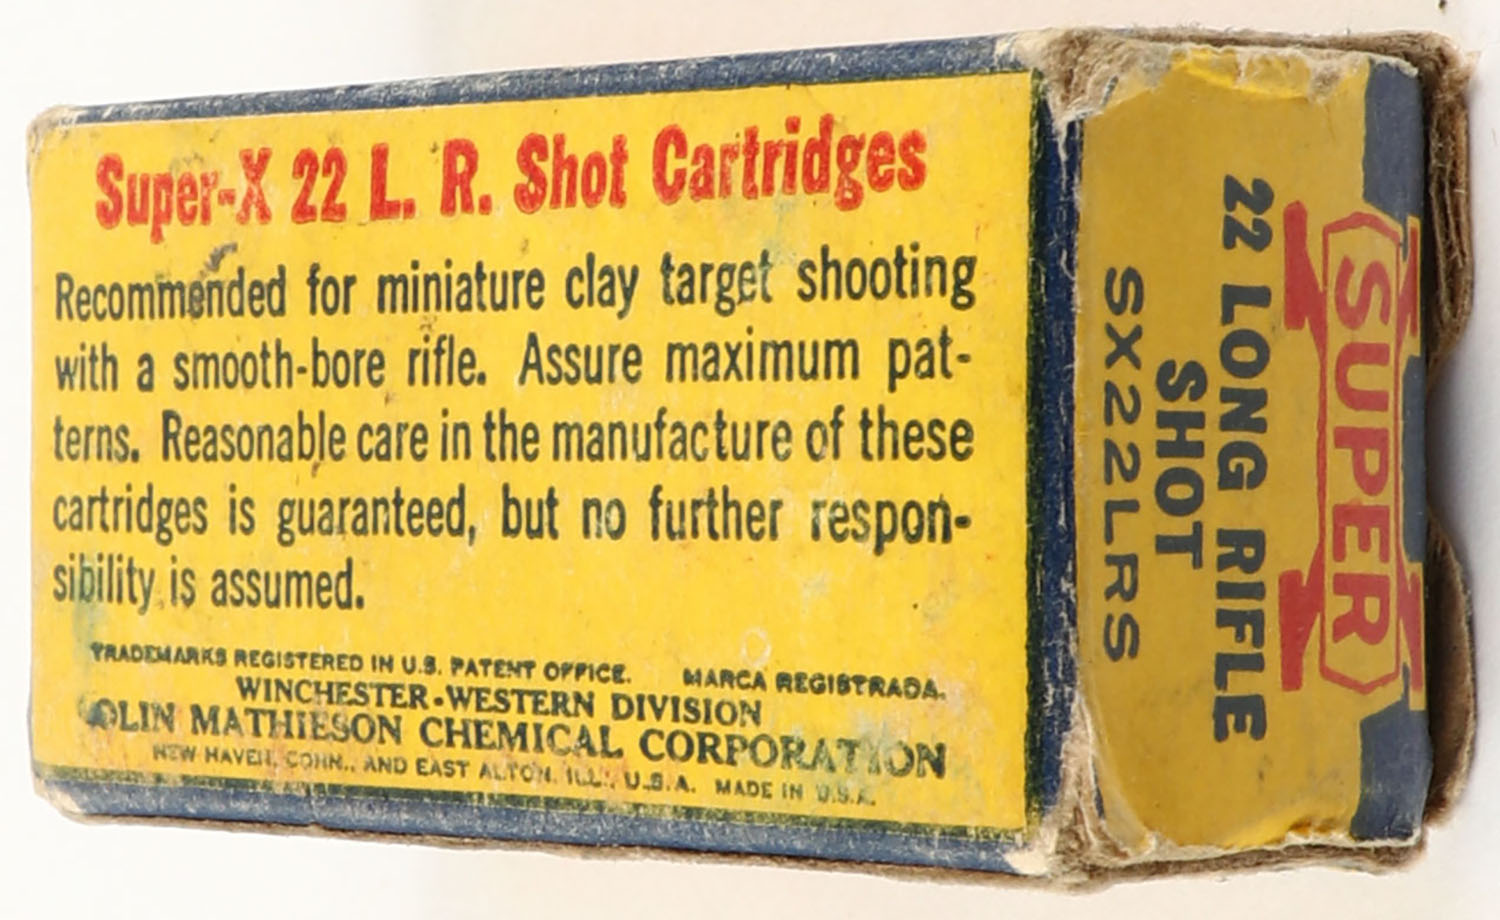 Super-X 22 L. R. Shot Cartridges
Recommended for miniature clay target shooting
with a smooth-bore rifle. Assure maximum pat-
terns. Reasonable care in the manufacture of these
cartridges is guaranteed, but no further respon-
sibility is assumed.
TRADEMARKS REGISTERED IN U.S. PATENT OFFICE. MARCA REGISTRADA.
WINCHESTER-WESTERN DIVISION
OLIN MATHIESON CHEMICAL CORPORATION
NEW HAVEN, CONN., AND EAST ALTON, ILL., U.S.A. MADE IN U.S.A.
SUPER X
22 LONG RIFLE
SHOT
SX22LRS